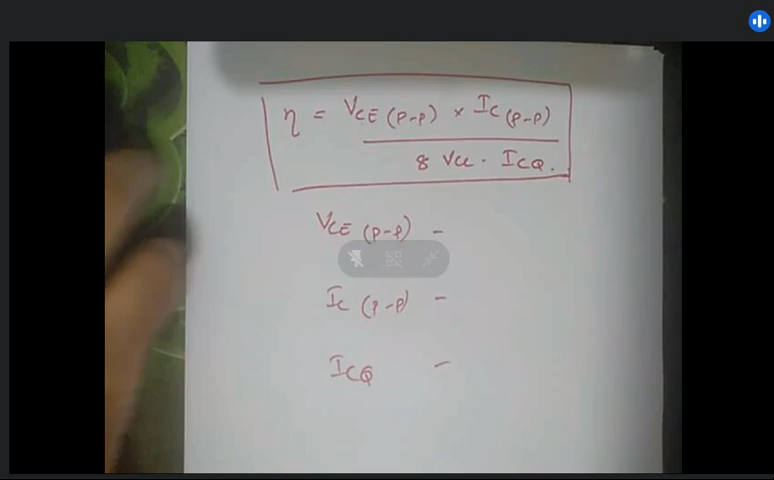 η = VCE (P-P) × IC (P-P)
8 VCC . ICQ.
VCE (P-P) -
IC (P-P) -
ICQ -